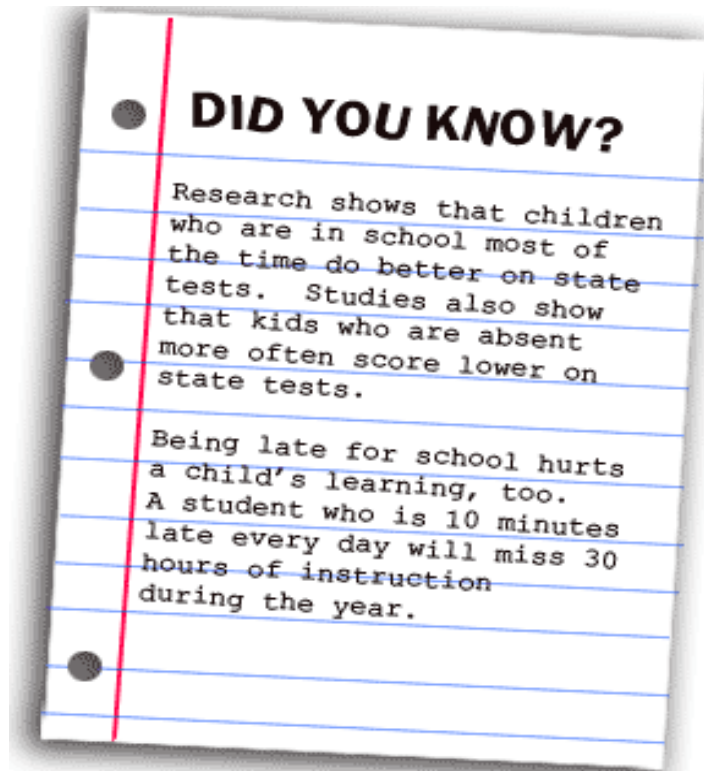 DID YOU KNOW?
Research shows that children
who are in school most of
the time do better on state
tests.  Studies also show
that kids who are absent
more often score lower on
state tests.
Being late for school hurts
a child's learning, too.
A student who is 10 minutes
late every day will miss 30
hours of instruction
during the year.